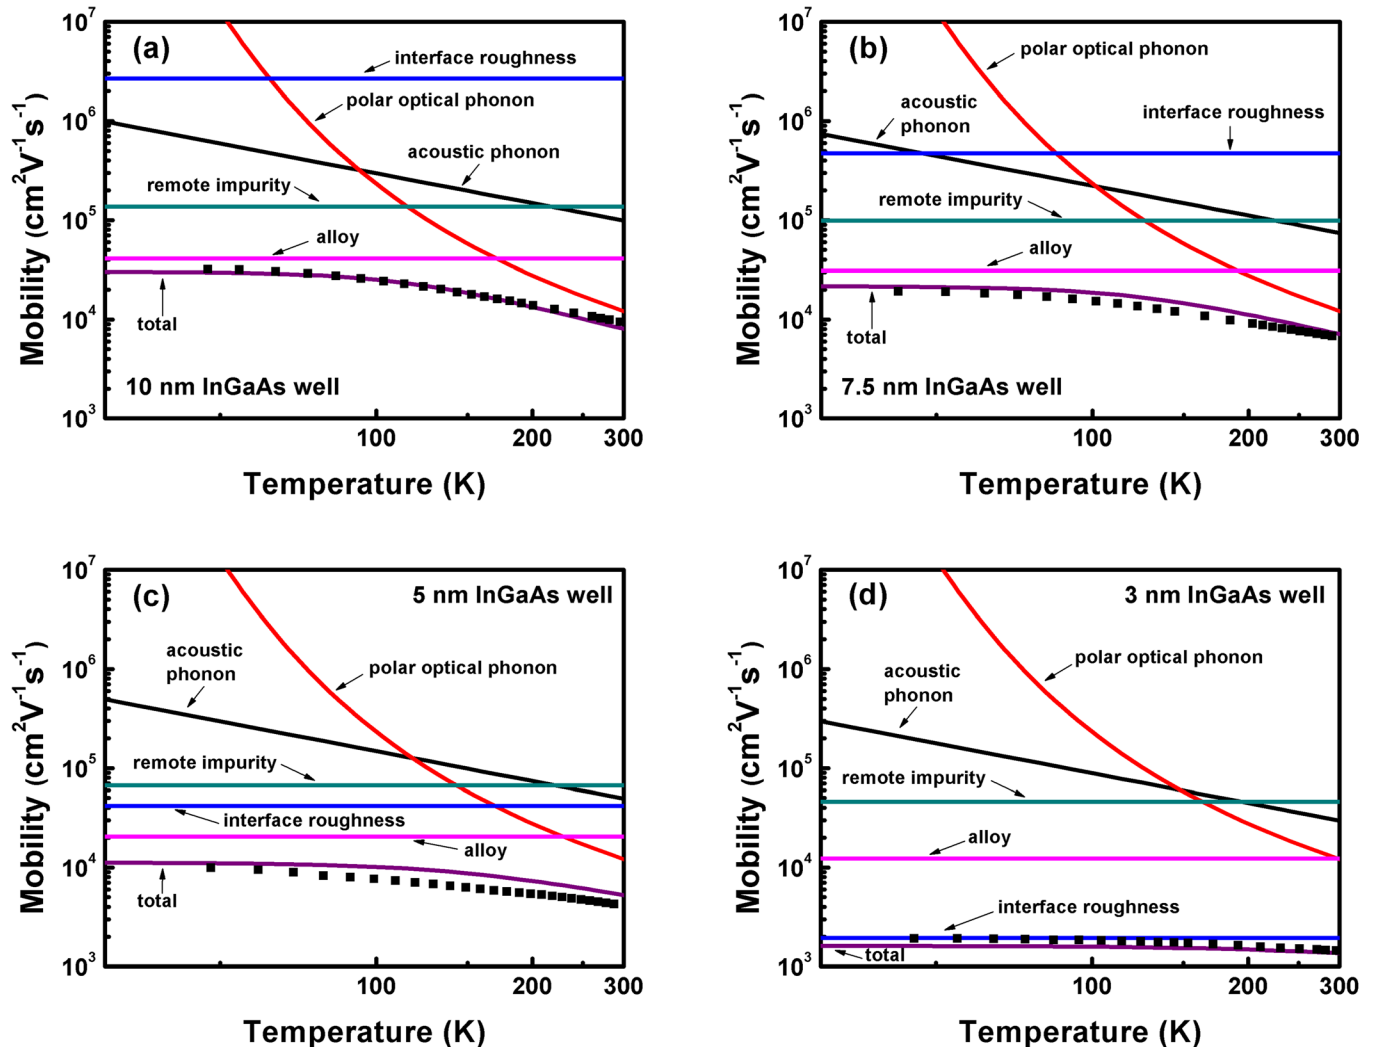 (a)
10⁷
10⁶
10⁵
10⁴
10³
Mobility (cm²V⁻¹s⁻¹)
interface roughness
polar optical phonon
acoustic phonon
remote impurity
alloy
total
10 nm InGaAs well
100
200
300
Temperature (K)
(b)
10⁷
10⁶
10⁵
10⁴
10³
Mobility (cm²V⁻¹s⁻¹)
polar optical phonon
acoustic
phonon
interface roughness
remote impurity
alloy
total
7.5 nm InGaAs well
100
200
300
Temperature (K)
(c)
5 nm InGaAs well
10⁷
10⁶
10⁵
10⁴
10³
Mobility (cm²V⁻¹s⁻¹)
acoustic
phonon
polar optical phonon
remote impurity
interface roughness
alloy
total
100
200
300
Temperature (K)
(d)
3 nm InGaAs well
10⁷
10⁶
10⁵
10⁴
10³
Mobility (cm²V⁻¹s⁻¹)
polar optical phonon
acoustic
phonon
remote impurity
alloy
interface roughness
total
100
200
300
Temperature (K)